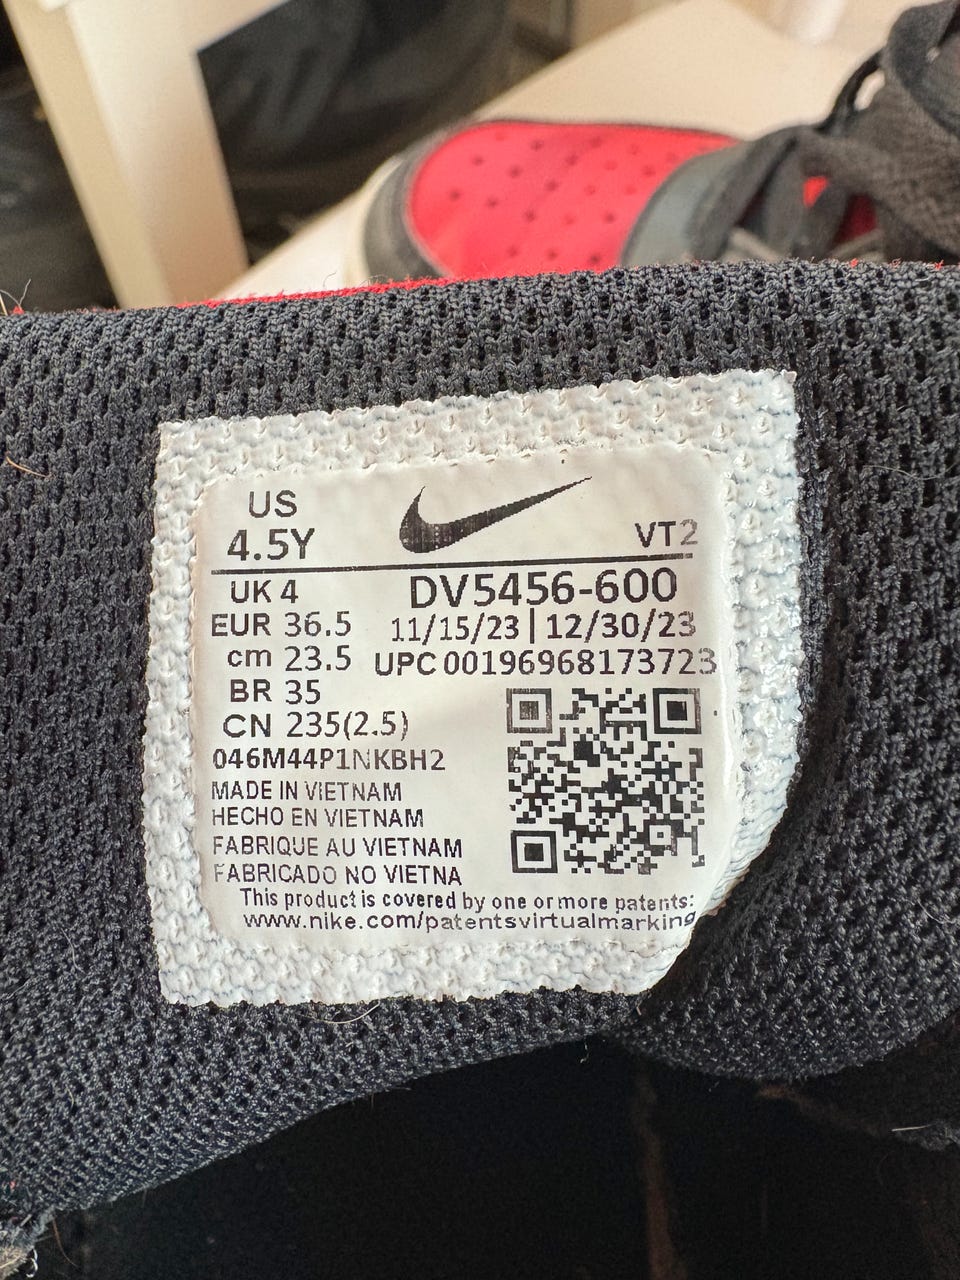 US
4.5Y
VT2
UK 4
DV5456-600
EUR 36.5
11/15/23 | 12/30/23
cm 23.5
UPC 00196968173723
BR 35
CN 235(2.5)
046M44P1NKBH2
MADE IN VIETNAM
HECHO EN VIETNAM
FABRIQUE AU VIETNAM
FABRICADO NO VIETNA
This product is covered by one or more patents:
www.nike.com/patentsvirtualmarking